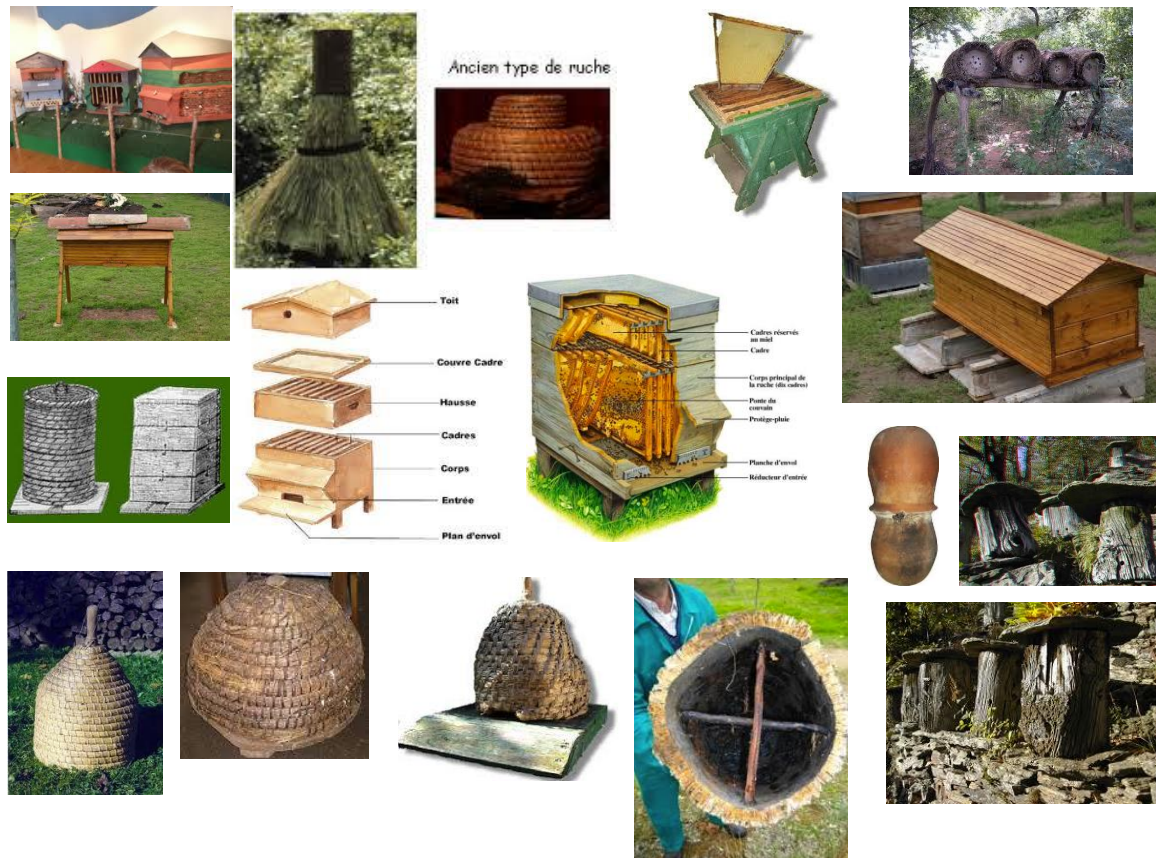 Ancien type de ruche
Toit
Couvre Cadre
Hausse
Cadres
Corps
Entrée
Plan d'envol
Cadres réservés
au miel
Cadre
Corps principal de
la ruche (dix cadres)
Ponte du
couvain
Protège-pluie
Planche d'envol
Réducteur d'entrée